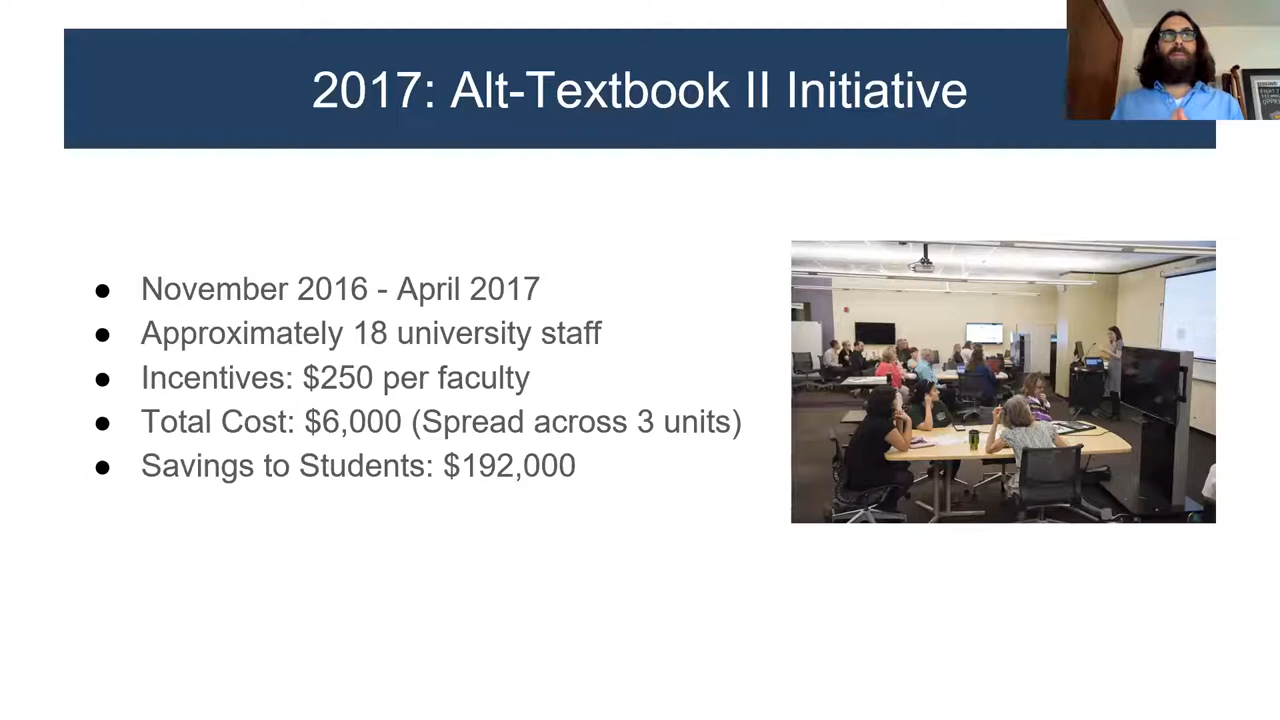 2017: Alt-Textbook II Initiative
● November 2016 - April 2017
● Approximately 18 university staff
● Incentives: $250 per faculty
● Total Cost: $6,000 (Spread across 3 units)
● Savings to Students: $192,000